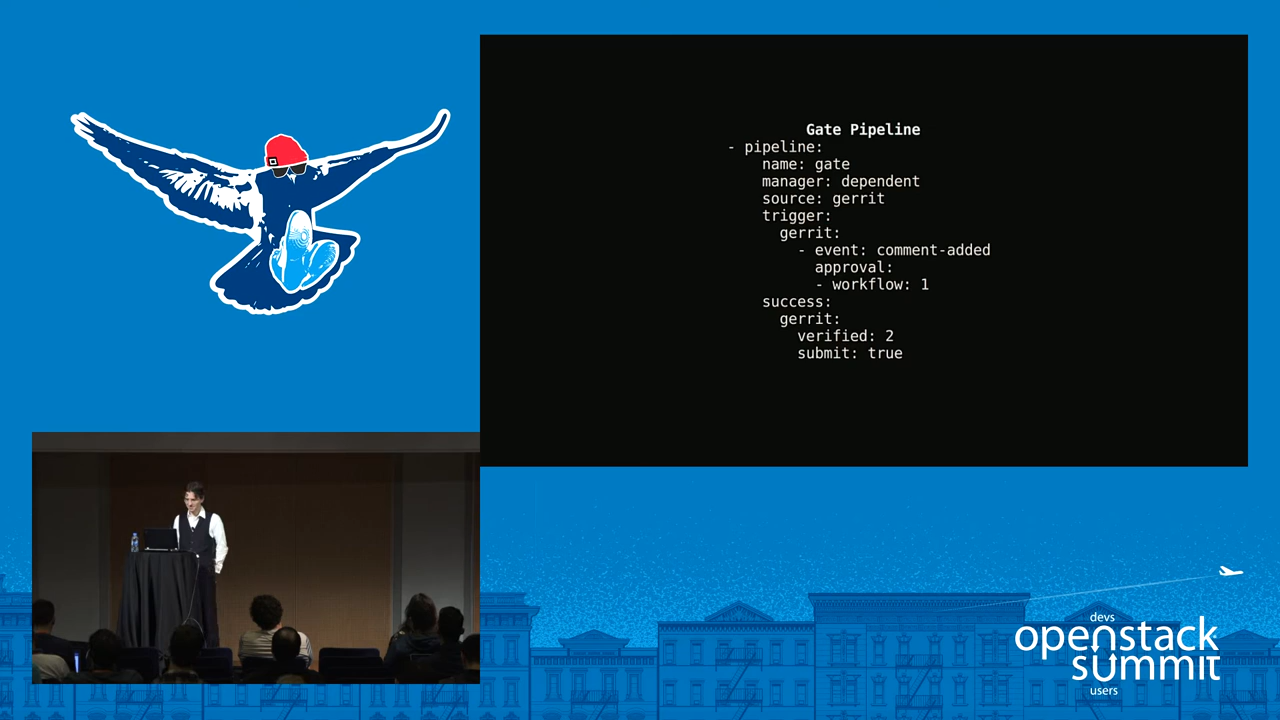 Gate Pipeline
- pipeline:
    name: gate
    manager: dependent
    source: gerrit
    trigger:
      gerrit:
        - event: comment-added
          approval:
          - workflow: 1
    success:
      gerrit:
        verified: 2
        submit: true
devs
openstack
summit
users